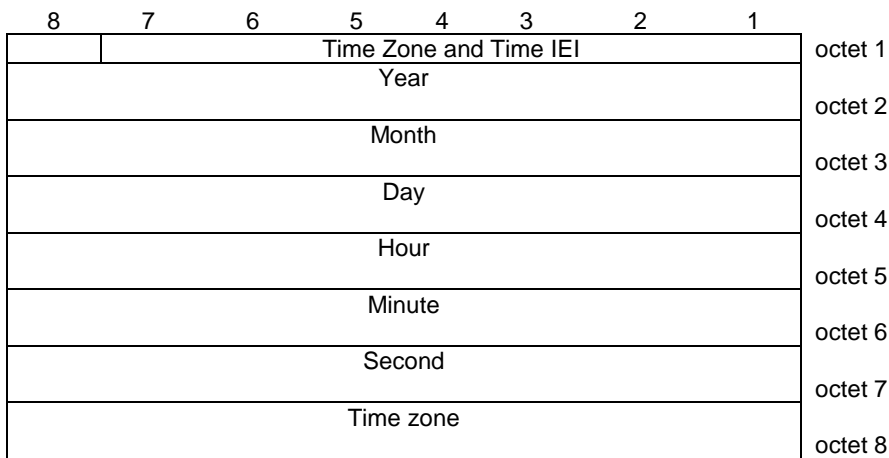 8 7 6 5 4 3 2 1
Time Zone and Time IEI octet 1
Year
octet 2
Month
octet 3
Day
octet 4
Hour
octet 5
Minute
octet 6
Second
octet 7
Time zone
octet 8